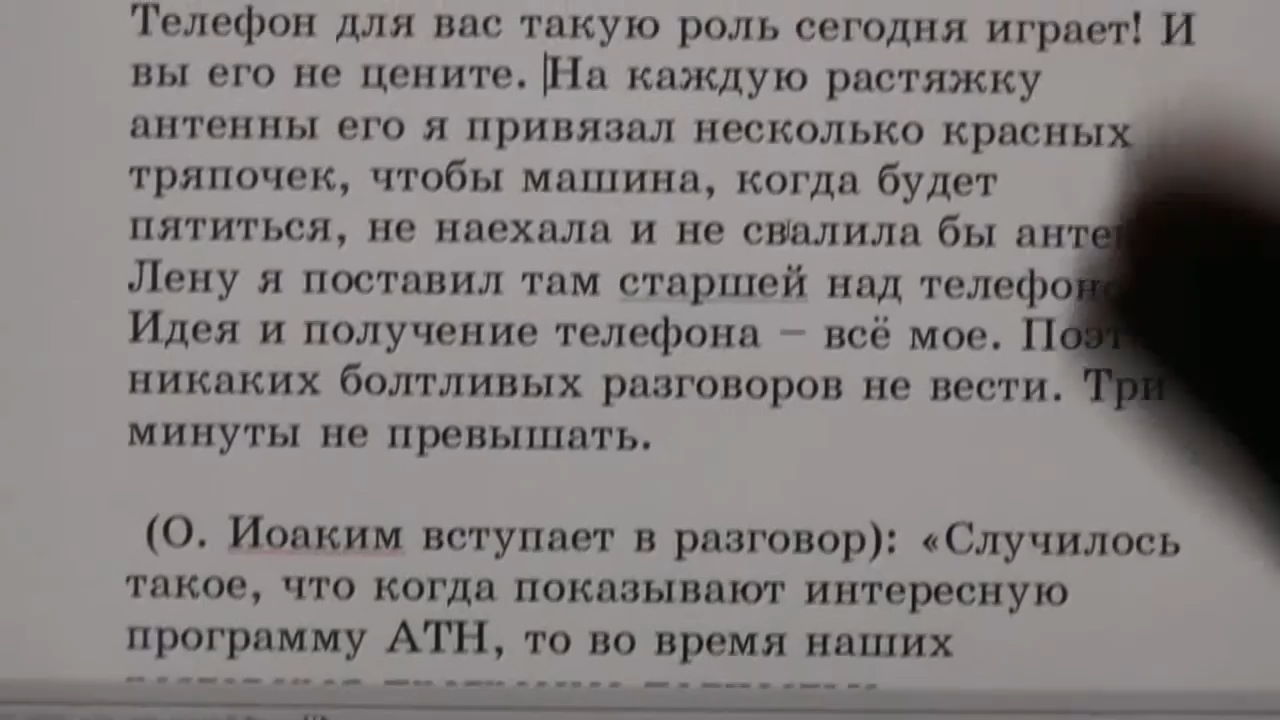 Телефон для вас такую роль сегодня играет! И
вы его не цените. На каждую растяжку
антенны его я привязал несколько красных
тряпочек, чтобы машина, когда будет
пятиться, не наехала и не свалила бы
Лену я поставил там старшей над
Идея и получение телефона – всё мое.
никаких болтливых разговоров не вести. Три
минуты не превышать.
(О. Иоаким вступает в разговор): «Случилось
такое, что когда показывают интересную
программу АТН, то во время наших